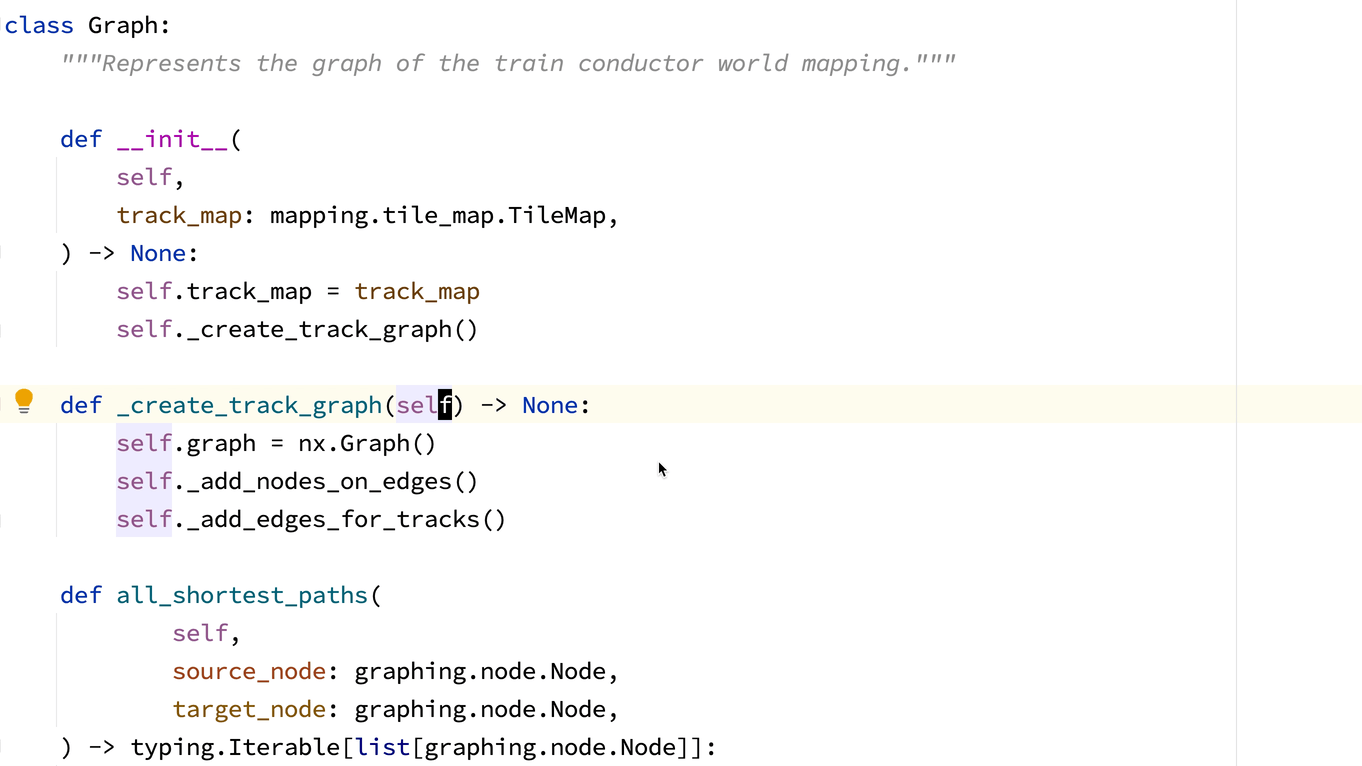 class Graph:
    """Represents the graph of the train conductor world mapping."""

    def __init__(
        self,
        track_map: mapping.tile_map.TileMap,
    ) -> None:
        self.track_map = track_map
        self._create_track_graph()

    def _create_track_graph(self) -> None:
        self.graph = nx.Graph()
        self._add_nodes_on_edges()
        self._add_edges_for_tracks()

    def all_shortest_paths(
            self,
            source_node: graphing.node.Node,
            target_node: graphing.node.Node,
    ) -> typing.Iterable[list[graphing.node.Node]]: